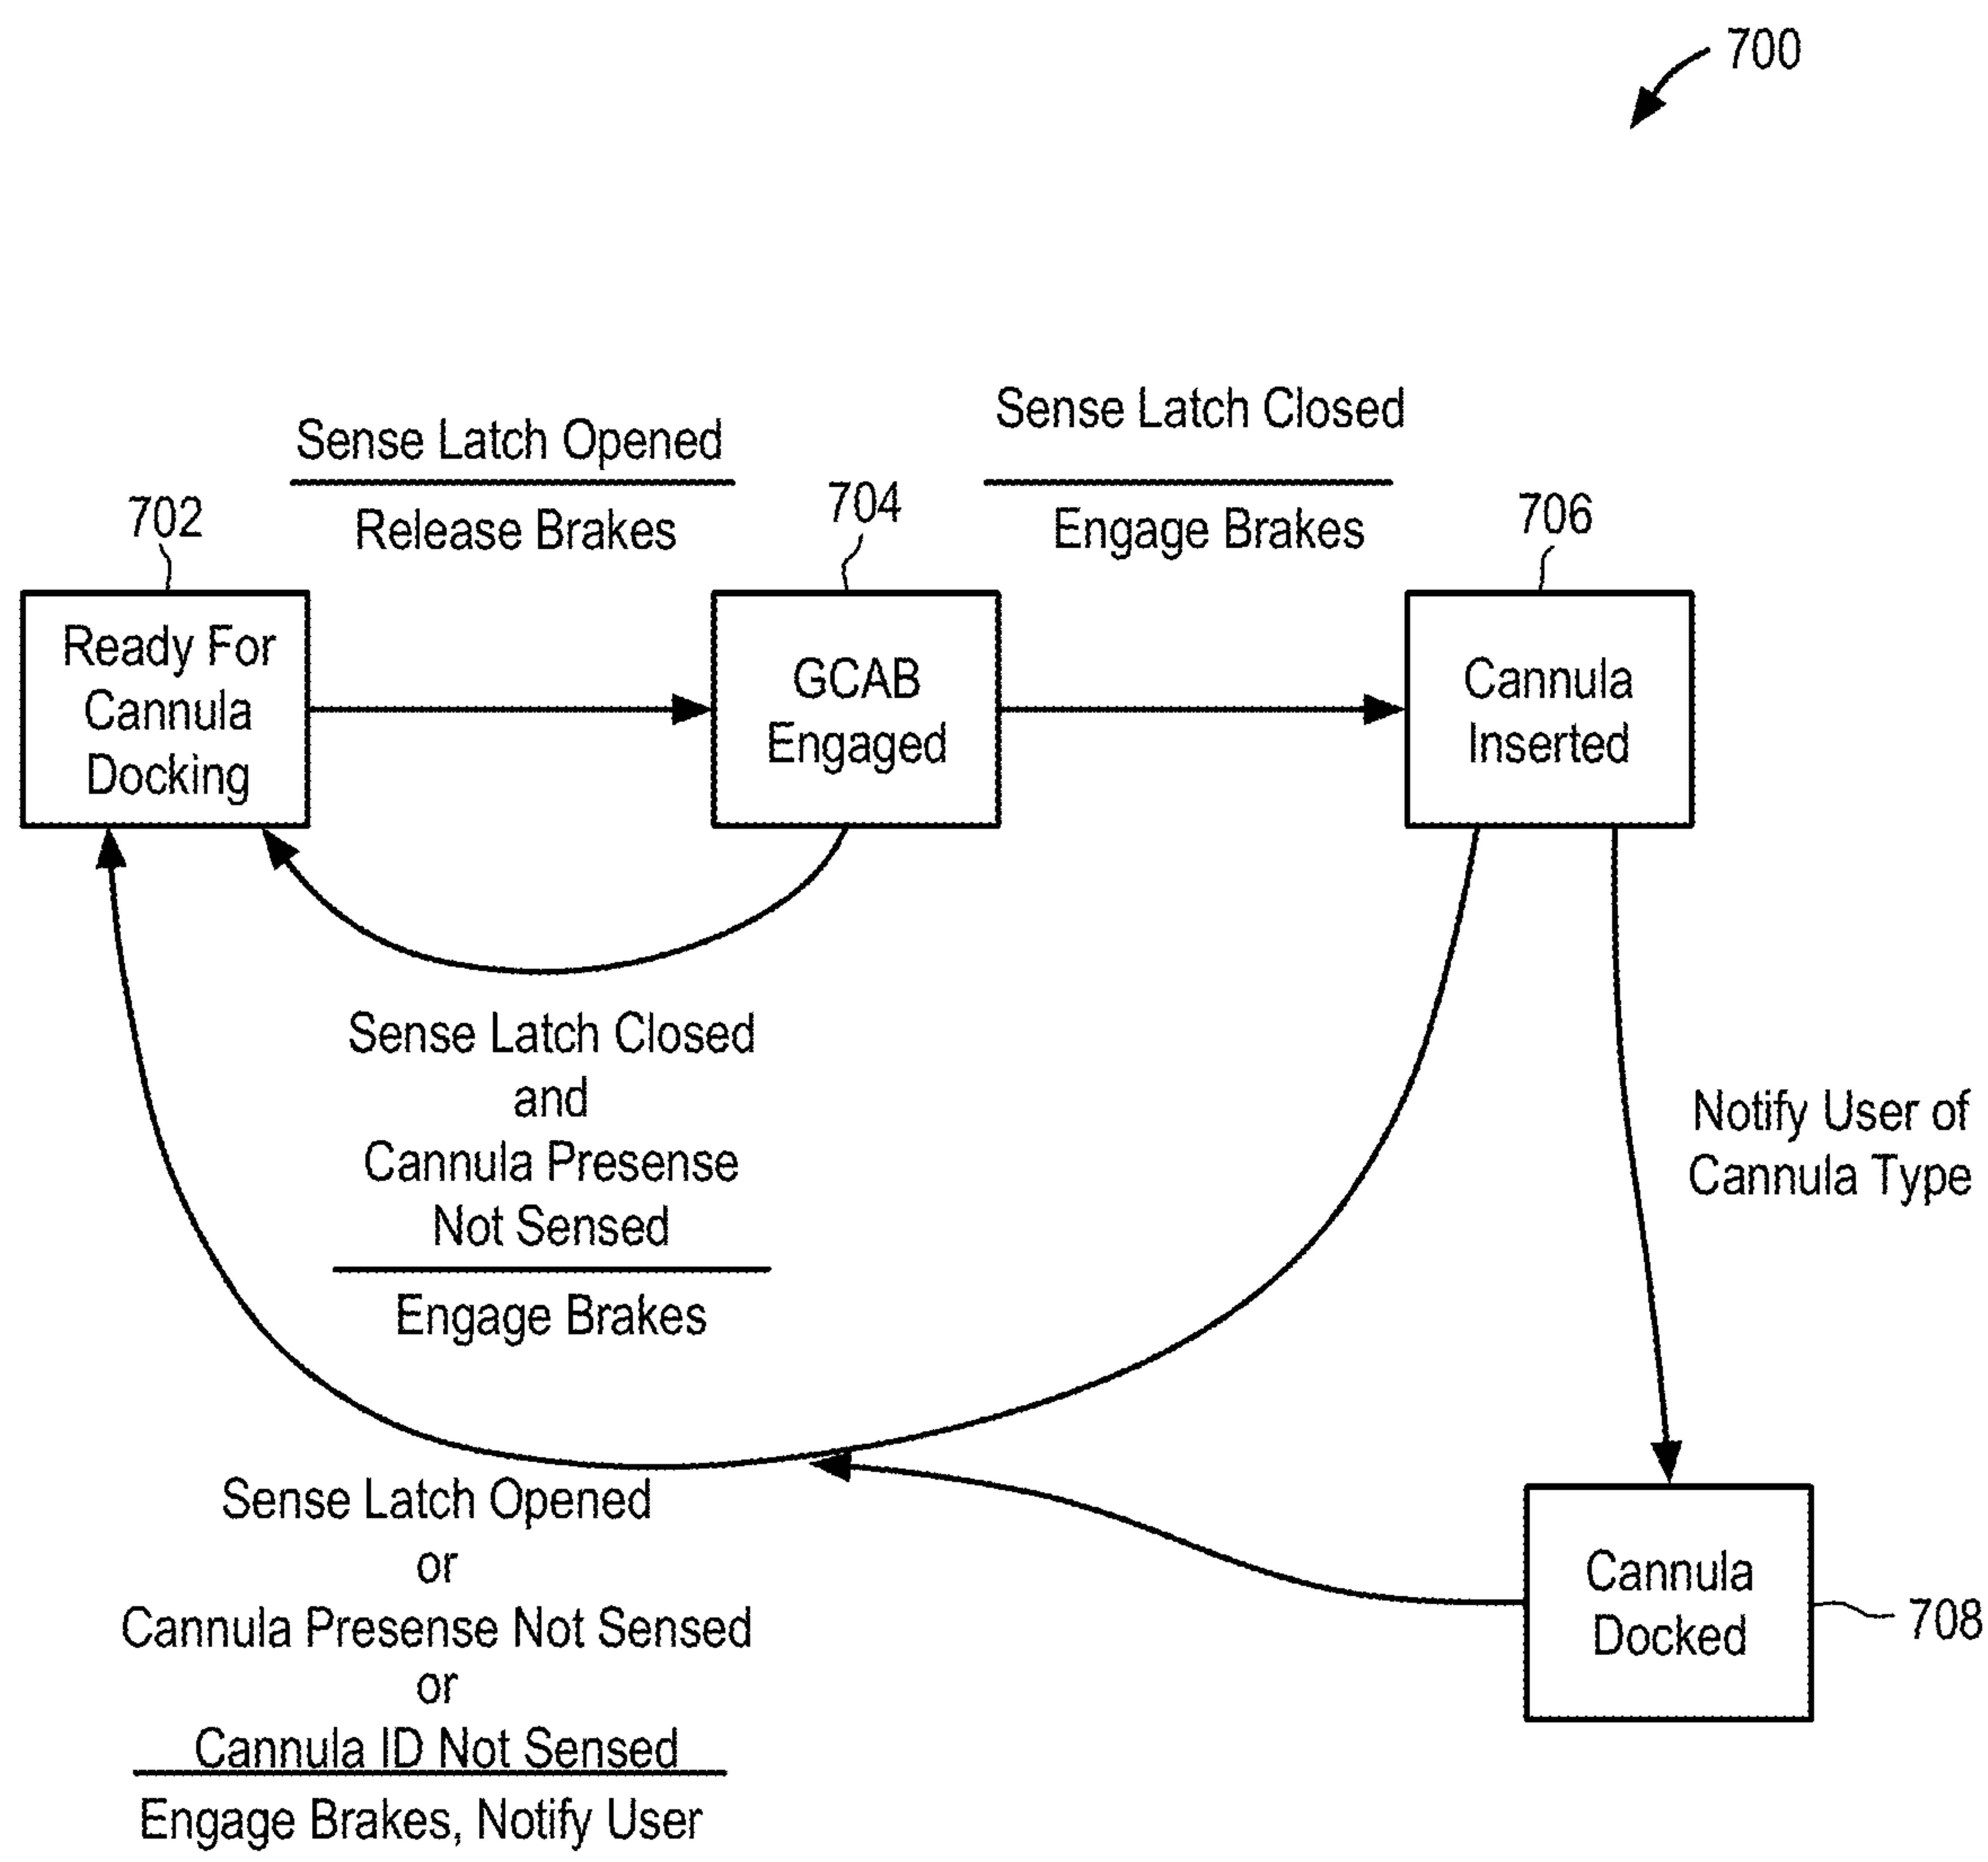 700
Sense Latch Opened
Release Brakes
Sense Latch Closed
Engage Brakes
702
704
706
Ready For
Cannula
Docking
GCAB
Engaged
Cannula
Inserted
Sense Latch Closed
and
Cannula Presense
Not Sensed
Engage Brakes
Notify User of
Cannula Type
Sense Latch Opened
or
Cannula Presense Not Sensed
or
Cannula ID Not Sensed
Engage Brakes, Notify User
Cannula
Docked
708